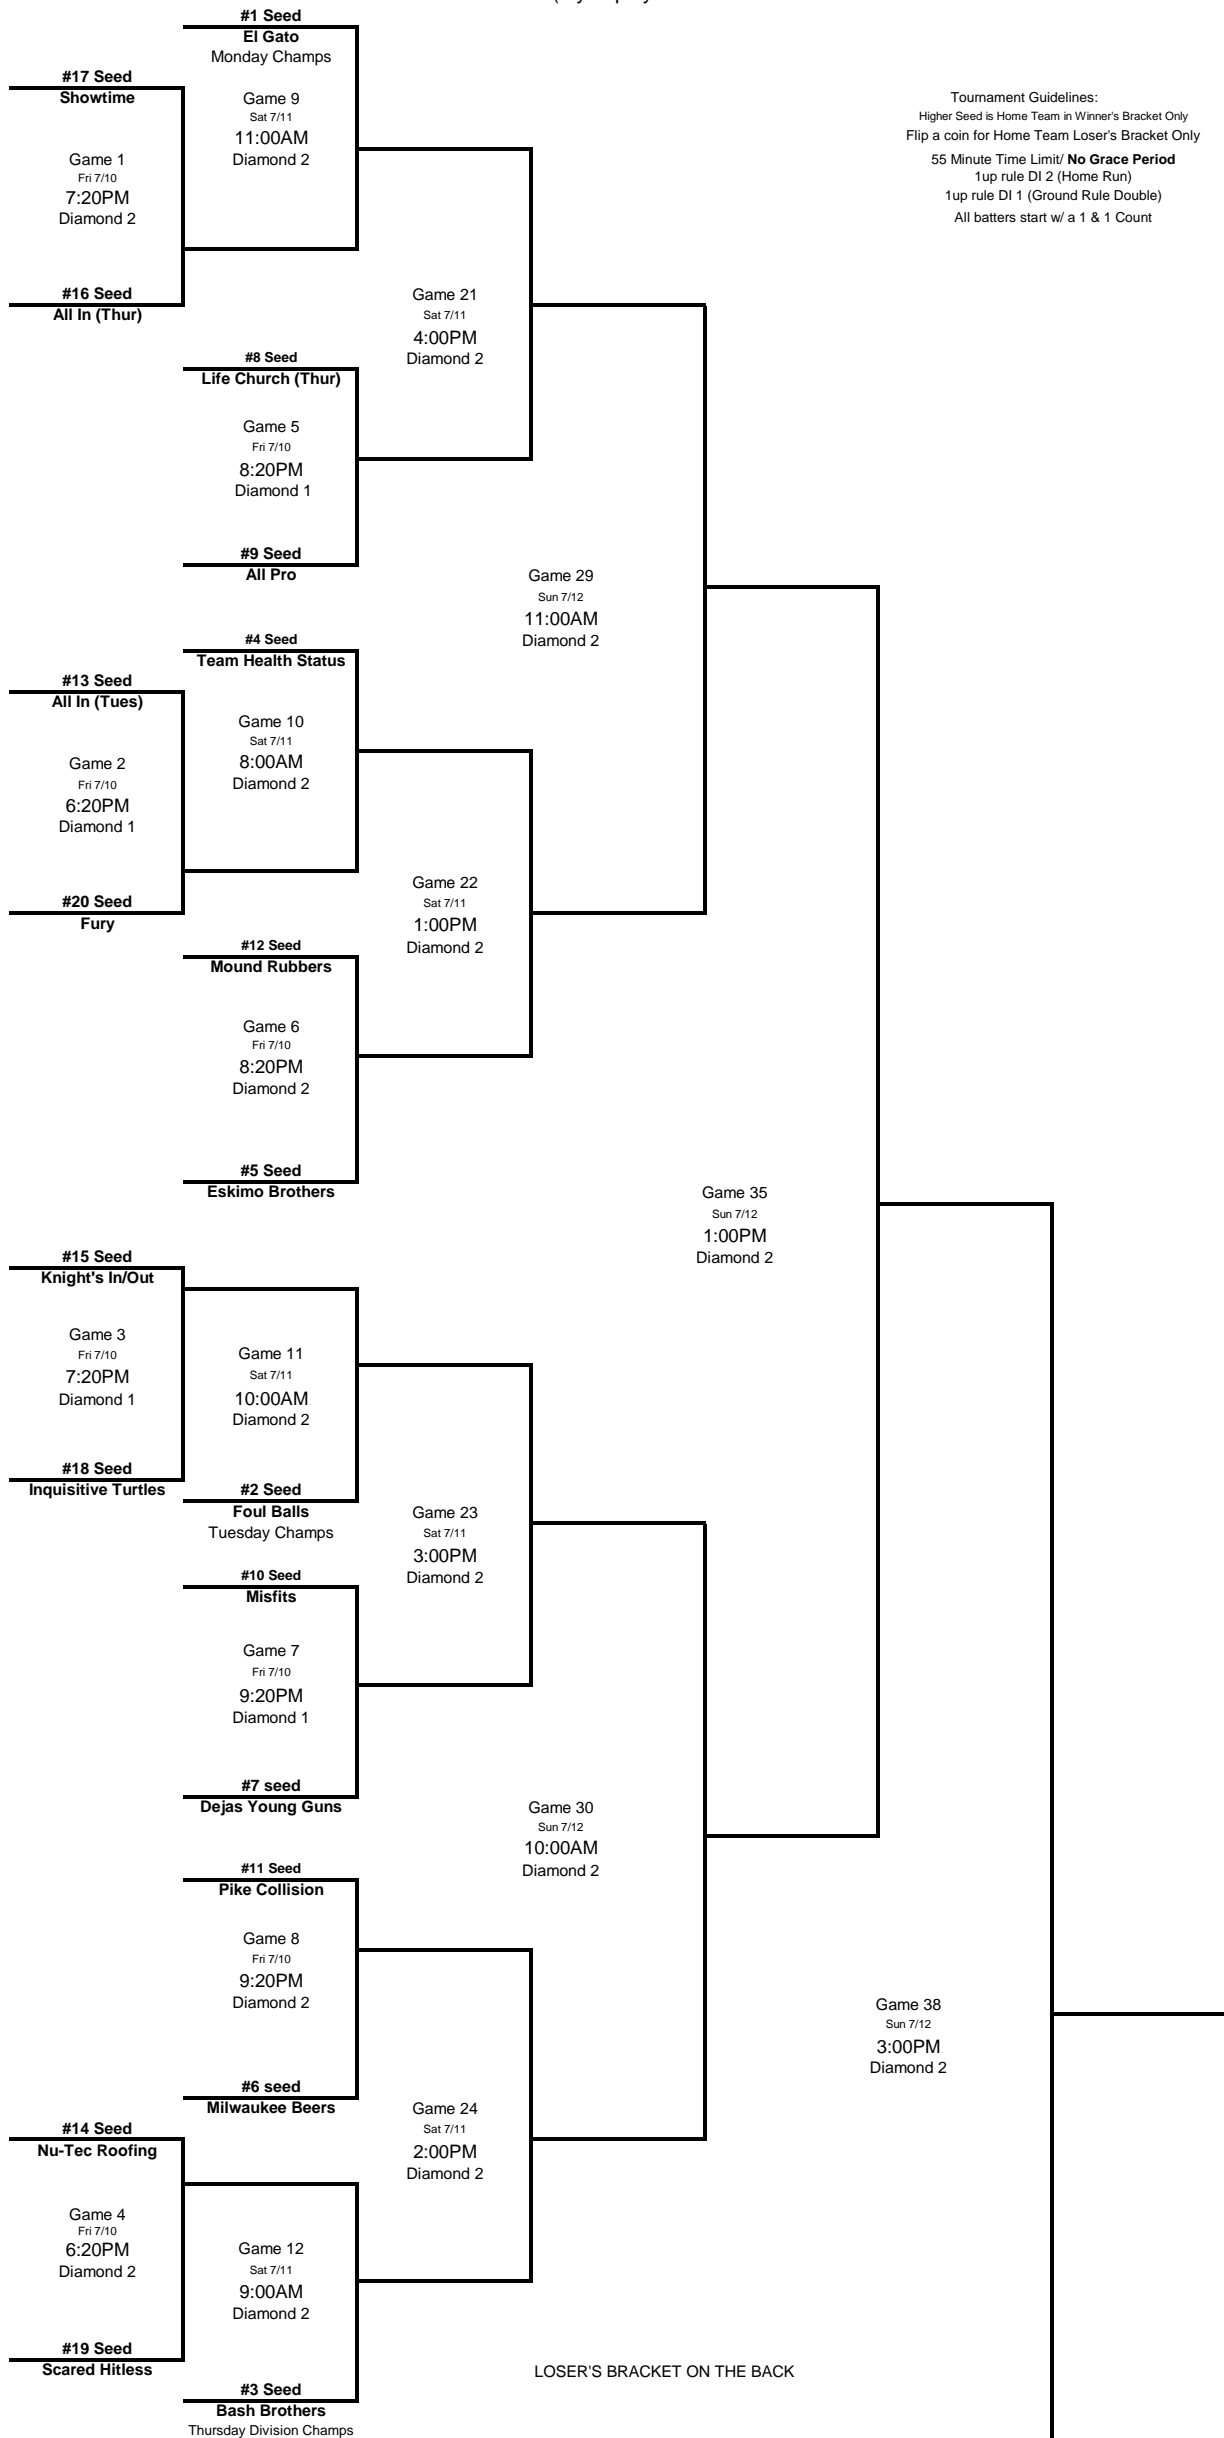 #1 Seed
El Gato
Monday Champs
#17 Seed
Showtime
Game 9
Sat 7/11
11:00AM
Diamond 2
Tournament Guidelines:
Higher Seed is Home Team in Winner's Bracket Only
Flip a coin for Home Team Loser's Bracket Only
55 Minute Time Limit/ No Grace Period
1up rule DI 2 (Home Run)
1up rule DI 1 (Ground Rule Double)
All batters start w/ a 1 & 1 Count
Game 1
Fri 7/10
7:20PM
Diamond 2
#16 Seed
All In (Thur)
Game 21
Sat 7/11
4:00PM
Diamond 2
#8 Seed
Life Church (Thur)
Game 5
Fri 7/10
8:20PM
Diamond 1
#9 Seed
All Pro
Game 29
Sun 7/12
11:00AM
Diamond 2
#4 Seed
Team Health Status
#13 Seed
All In (Tues)
Game 10
Sat 7/11
8:00AM
Diamond 2
Game 2
Fri 7/10
6:20PM
Diamond 1
#20 Seed
Fury
Game 22
Sat 7/11
1:00PM
Diamond 2
#12 Seed
Mound Rubbers
Game 6
Fri 7/10
8:20PM
Diamond 2
#5 Seed
Eskimo Brothers
Game 35
Sun 7/12
1:00PM
Diamond 2
#15 Seed
Knight's In/Out
Game 3
Fri 7/10
7:20PM
Diamond 1
Game 11
Sat 7/11
10:00AM
Diamond 2
#18 Seed
Inquisitive Turtles
#2 Seed
Foul Balls
Tuesday Champs
Game 23
Sat 7/11
3:00PM
Diamond 2
#10 Seed
Misfits
Game 7
Fri 7/10
9:20PM
Diamond 1
#7 seed
Dejas Young Guns
Game 30
Sun 7/12
10:00AM
Diamond 2
#11 Seed
Pike Collision
Game 8
Fri 7/10
9:20PM
Diamond 2
Game 38
Sun 7/12
3:00PM
Diamond 2
#6 seed
Milwaukee Beers
#14 Seed
Nu-Tec Roofing
Game 24
Sat 7/11
2:00PM
Diamond 2
Game 4
Fri 7/10
6:20PM
Diamond 2
Game 12
Sat 7/11
9:00AM
Diamond 2
#19 Seed
Scared Hitless
LOSER'S BRACKET ON THE BACK
#3 Seed
Bash Brothers
Thursday Division Champs